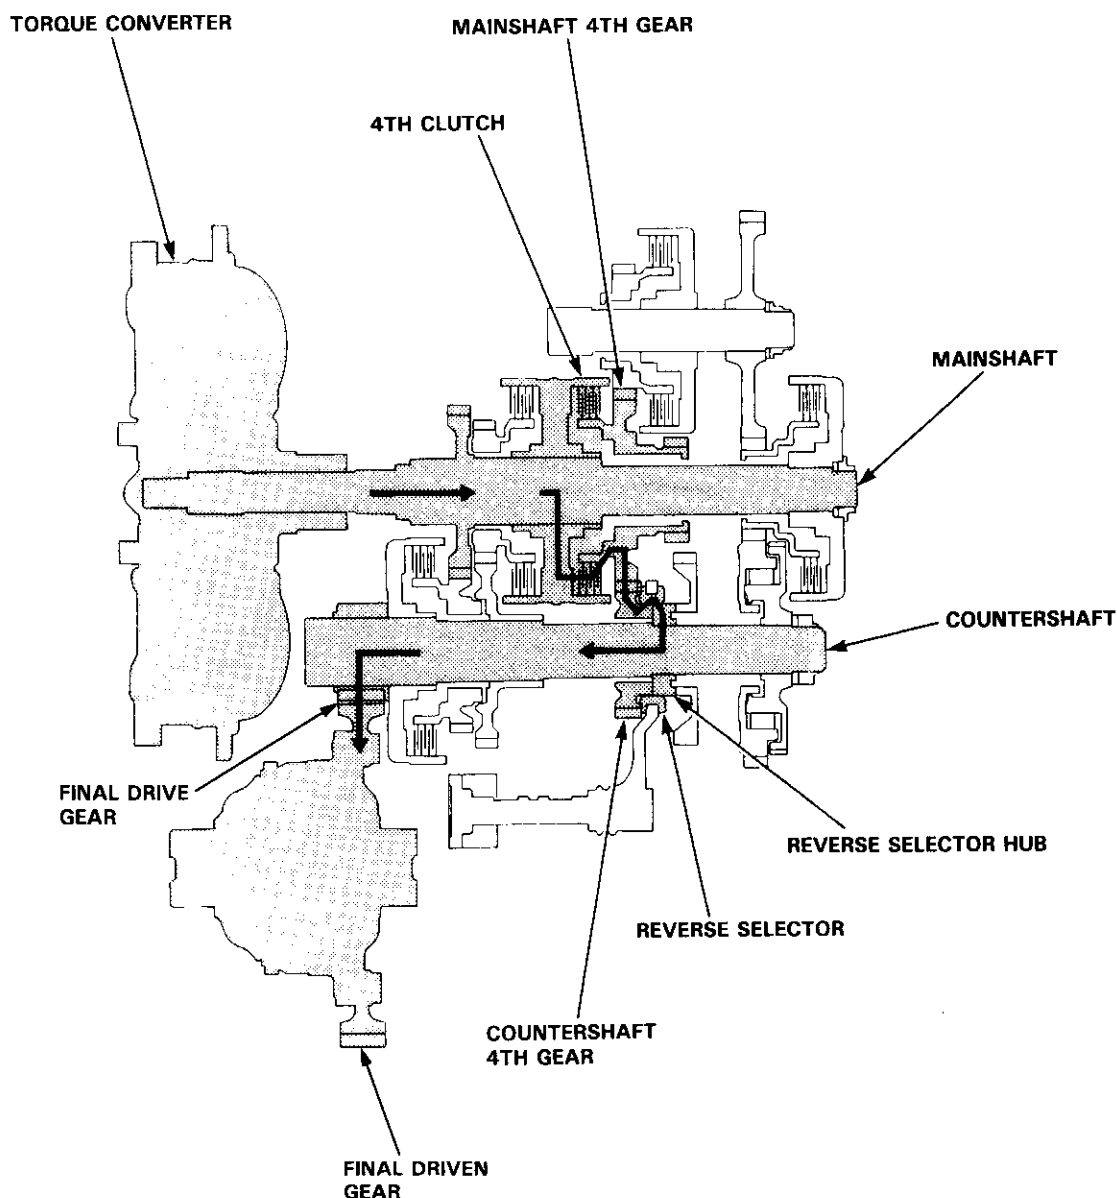 TORQUE CONVERTER
MAINSHAFT 4TH GEAR
4TH CLUTCH
MAINSHAFT
COUNTERSHAFT
FINAL DRIVE
GEAR
REVERSE SELECTOR HUB
REVERSE SELECTOR
COUNTERSHAFT
4TH GEAR
FINAL DRIVEN
GEAR